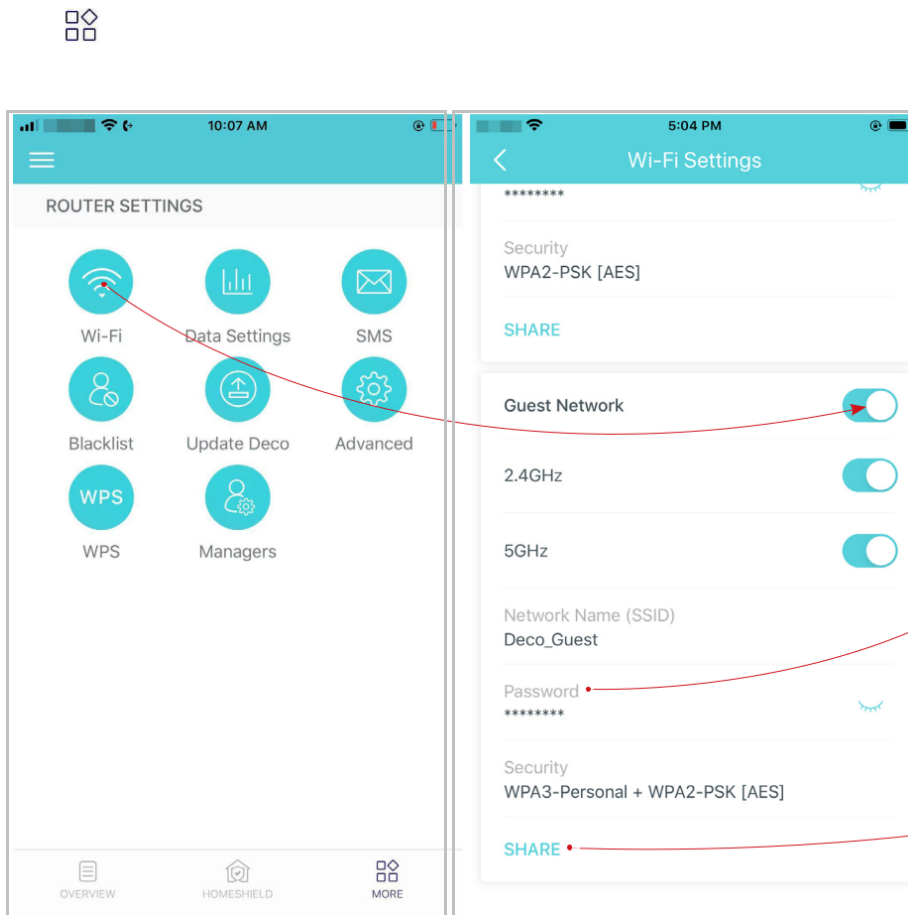 10:07 AM
ROUTER SETTINGS
Wi-Fi
Data Settings
SMS
Blacklist
Update Deco
Advanced
WPS
WPS
Managers
OVERVIEW
HOMESHIELD
MORE
5:04 PM
Wi-Fi Settings
********
Security
WPA2-PSK [AES]
SHARE
Guest Network
2.4GHz
5GHz
Network Name (SSID)
Deco_Guest
Password
********
Security
WPA3-Personal + WPA2-PSK [AES]
SHARE